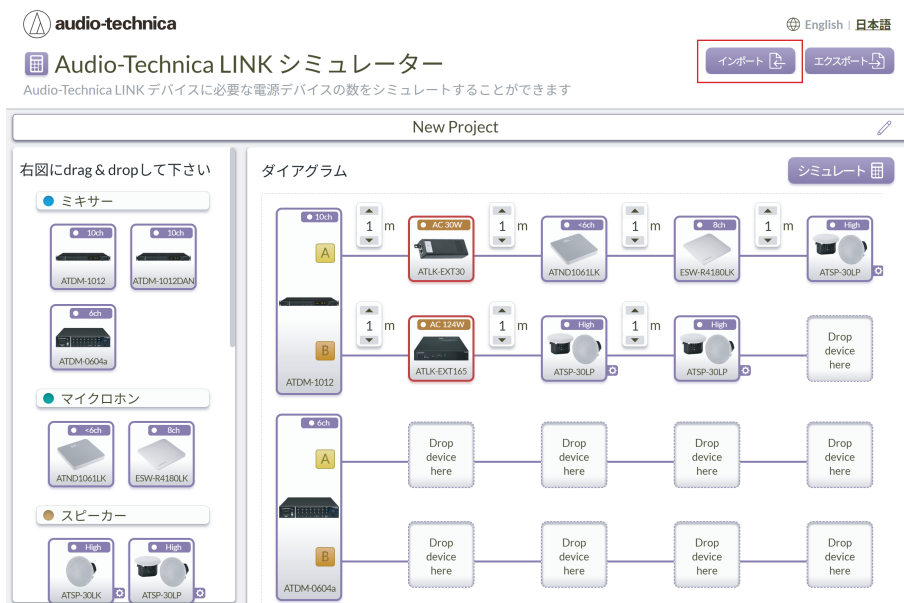 audio-technica
English | 日本語
Audio-Technica LINK シミュレーター
インポート
エクスポート
Audio-Technica LINK デバイスに必要な電源デバイスの数をシミュレートすることができます
New Project
右図にdrag & dropして下さい
ミキサー
10ch
ATDM-1012
10ch
ATDM-1012DAN
6ch
ATDM-0604a
マイクロホン
<6ch
ATND1061LK
8ch
ESW-R4180LK
スピーカー
High
ATSP-30LK
High
ATSP-30LP
ダイアグラム
シミュレート
10ch
A
B
ATDM-1012
1 m
AC 30W
ATLK-EXT30
1 m
<6ch
ATND1061LK
1 m
8ch
ESW-R4180LK
1 m
High
ATSP-30LP
1 m
AC 124W
ATLK-EXT165
1 m
High
ATSP-30LP
1 m
High
ATSP-30LP
Drop
device
here
6ch
A
B
ATDM-0604a
Drop
device
here
Drop
device
here
Drop
device
here
Drop
device
here
Drop
device
here
Drop
device
here
Drop
device
here
Drop
device
here